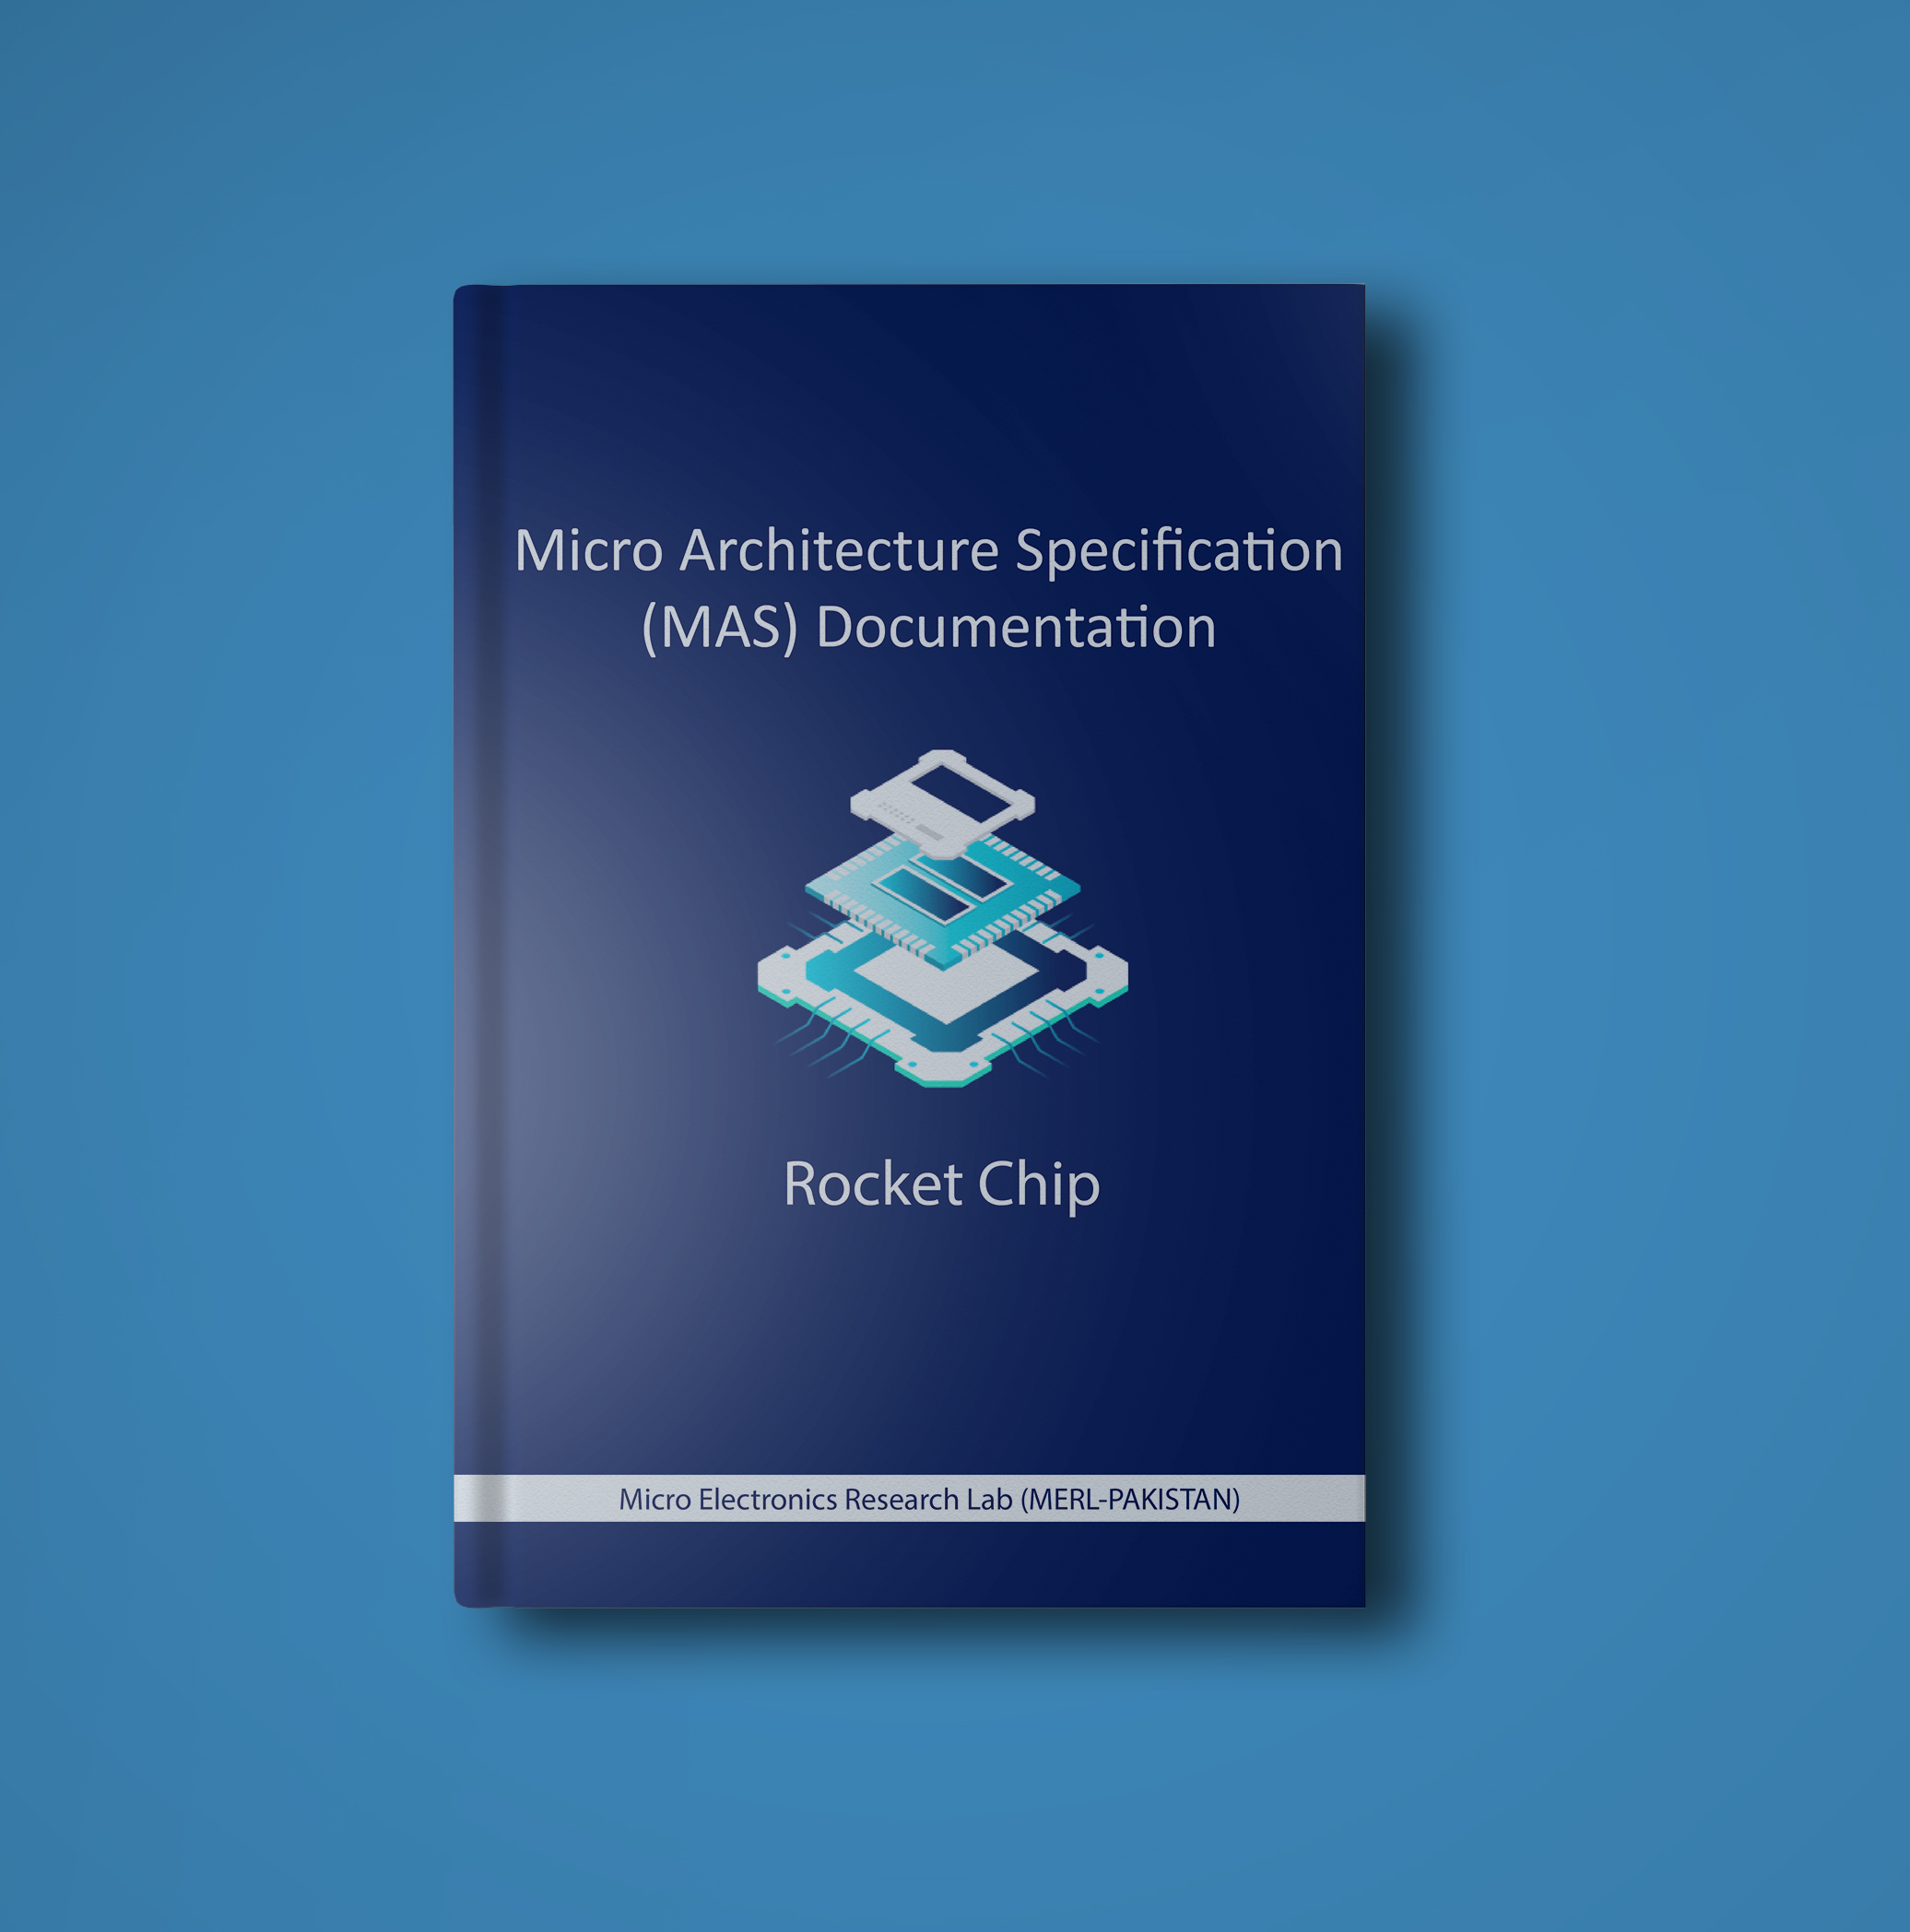 Micro Architecture Specification
(MAS) Documentation
Rocket Chip
Micro Electronics Research Lab (MERL-PAKISTAN)